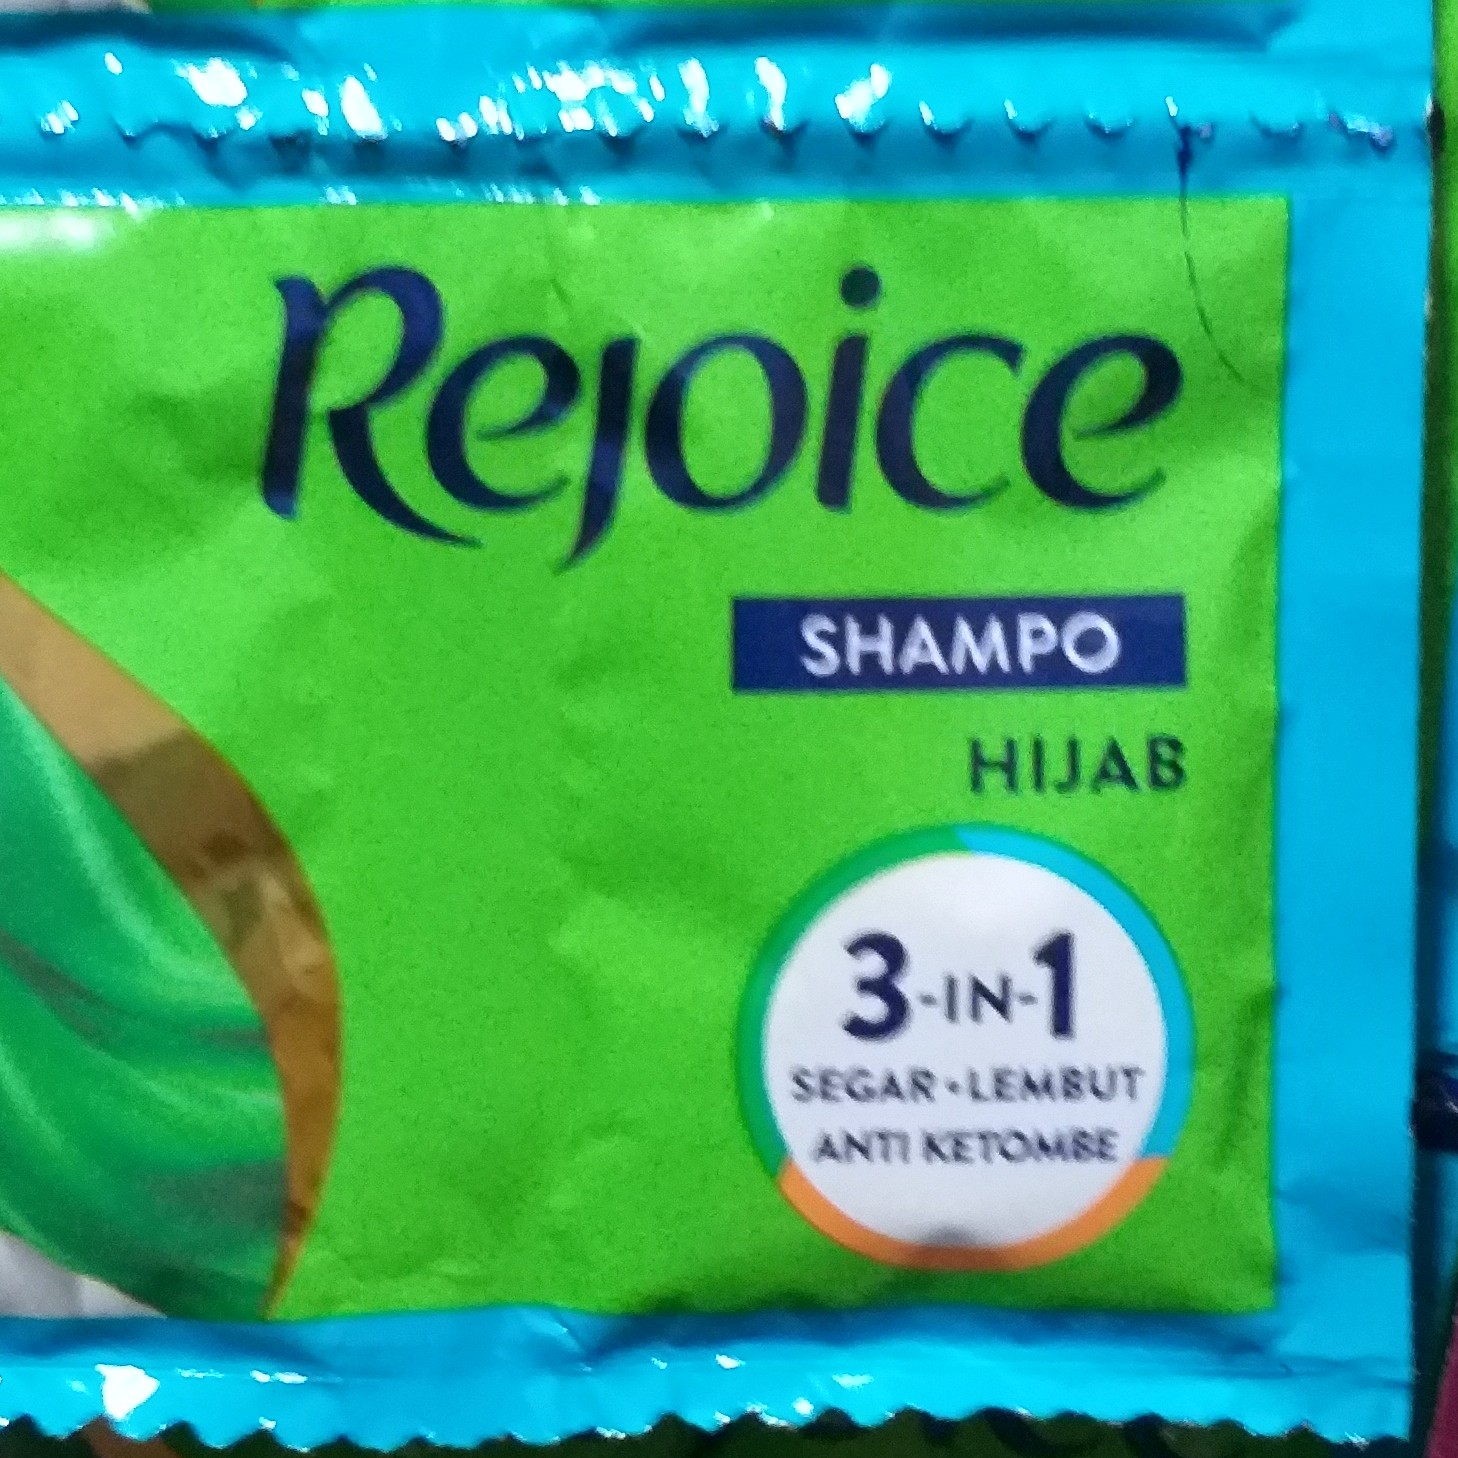 Rejoice
SHAMPO
HIJAB
3-IN-1
SEGAR • LEMBUT
ANTI KETOMBE